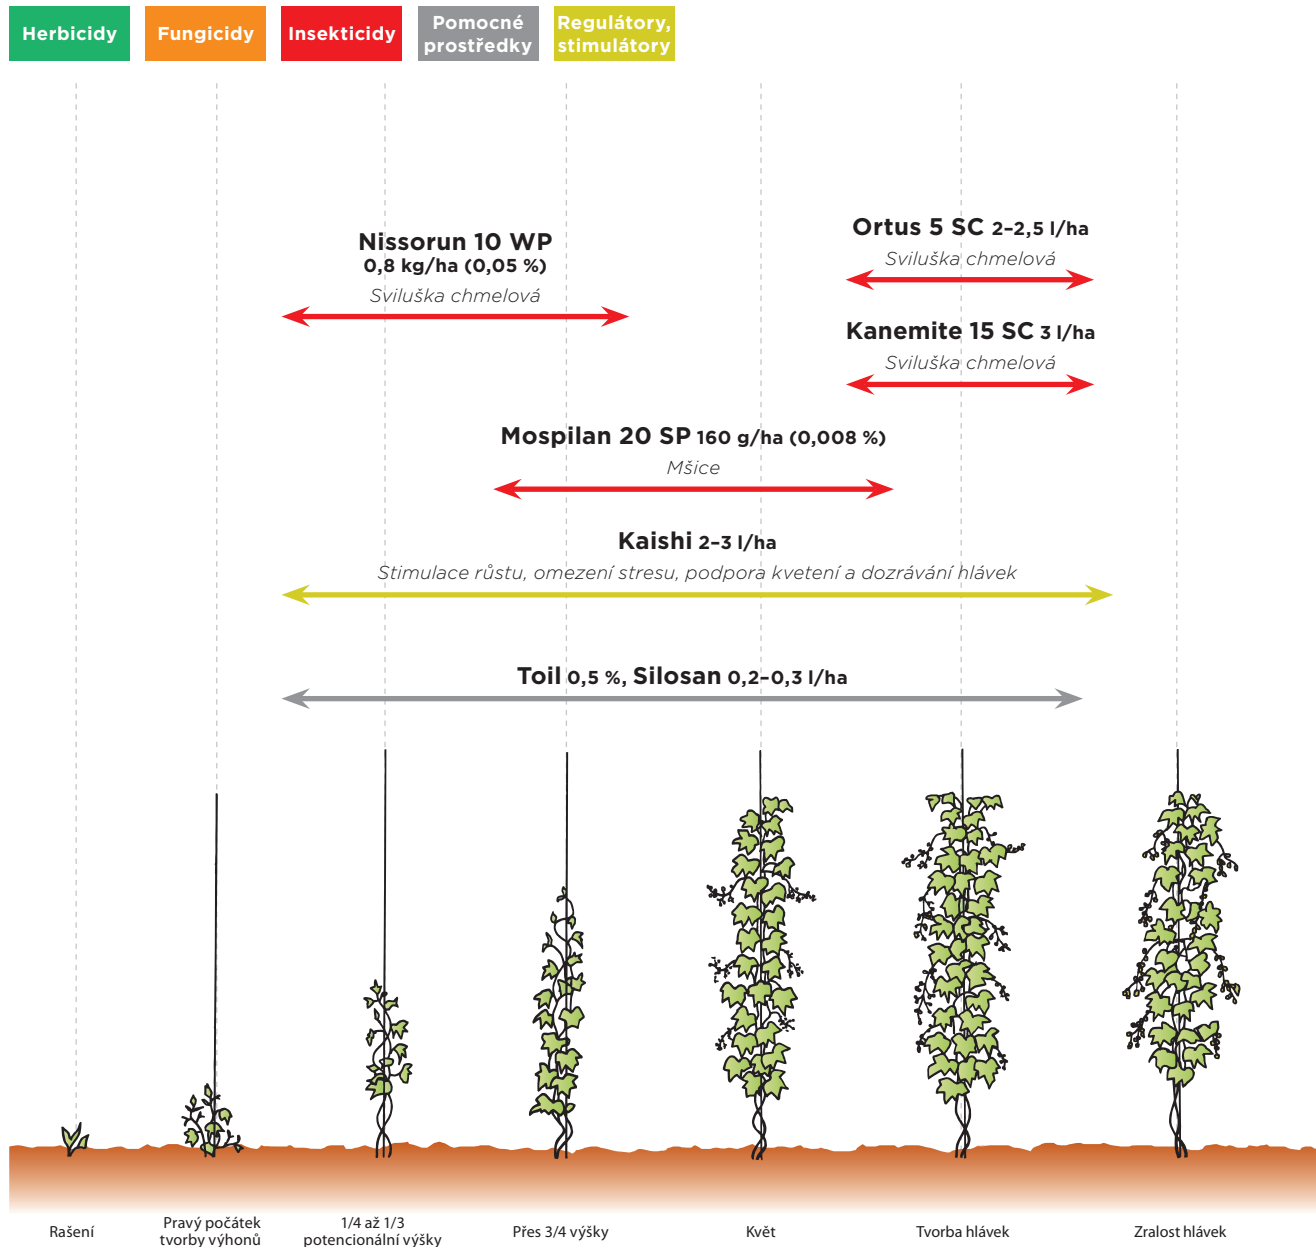 Herbicidy
Fungicidy
Insekticidy
Pomocné
prostředky
Regulátory,
stimulátory
Ortus 5 SC 2–2,5 l/ha
Sviluška chmelová
Nissorun 10 WP
0,8 kg/ha (0,05 %)
Sviluška chmelová
Kanemite 15 SC 3 l/ha
Sviluška chmelová
Mospilan 20 SP 160 g/ha (0,008 %)
Mšice
Kaishi 2–3 l/ha
Stimulace růstu, omezení stresu, podpora kvetení a dozrávání hlávek
Toil 0,5 %, Silosan 0,2–0,3 l/ha
Rašení
Pravý počátek
tvorby výhonů
1/4 až 1/3
potencionální výšky
Přes 3/4 výšky
Květ
Tvorba hlávek
Zralost hlávek